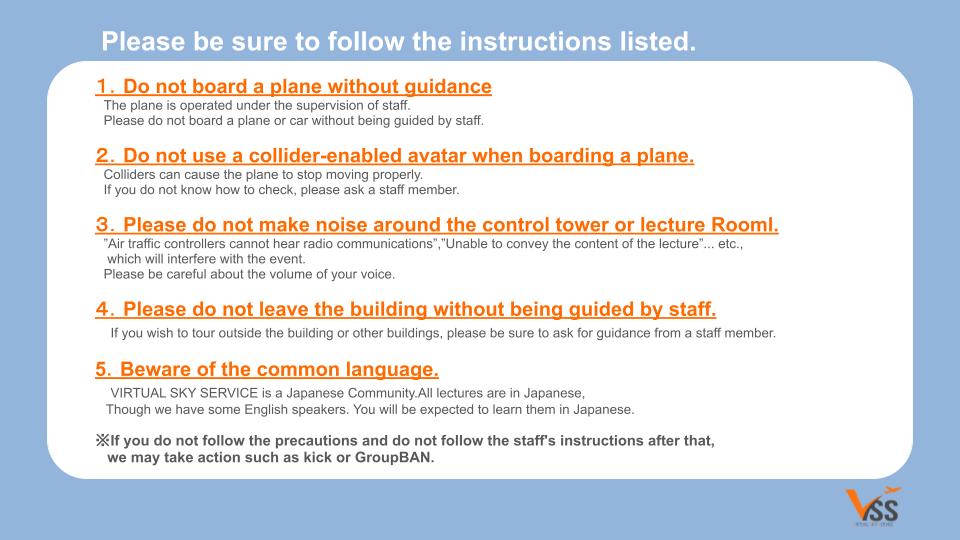 Please be sure to follow the instructions listed.
１. Do not board a plane without guidance
The plane is operated under the supervision of staff.
Please do not board a plane or car without being guided by staff.
２. Do not use a collider-enabled avatar when boarding a plane.
Colliders can cause the plane to stop moving properly.
If you do not know how to check, please ask a staff member.
３. Please do not make noise around the control tower or lecture Rooml.
”Air traffic controllers cannot hear radio communications”,”Unable to convey the content of the lecture”... etc.,
which will interfere with the event.
Please be careful about the volume of your voice.
４. Please do not leave the building without being guided by staff.
If you wish to tour outside the building or other buildings, please be sure to ask for guidance from a staff member.
5. Beware of the common language.
VIRTUAL SKY SERVICE is a Japanese Community.All lectures are in Japanese,
Though we have some English speakers. You will be expected to learn them in Japanese.
※If you do not follow the precautions and do not follow the staff's instructions after that,
we may take action such as kick or GroupBAN.
VSS
VIRTUAL SKY SERVICE